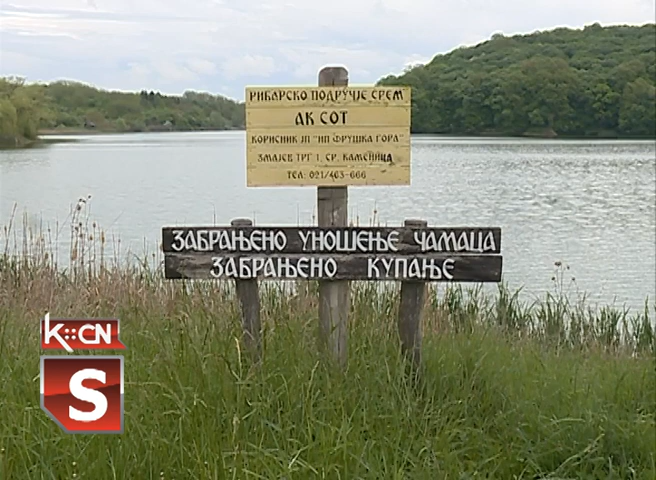 РИБАРСКО ПОДРУЧЈЕ СРЕМ
АК СОТ
КОРИСНИК ЈП "НП ФРУШКА ГОРА"
ЗМАЈЕВ ТРГ 1, СР. КАМЕНИЦА
ТЕЛ: 021/463-666
ЗАБРАЊЕНО УНОШЕЊЕ ЧАМАЦА
ЗАБРАЊЕНО КУПАЊЕ
K::CN
S